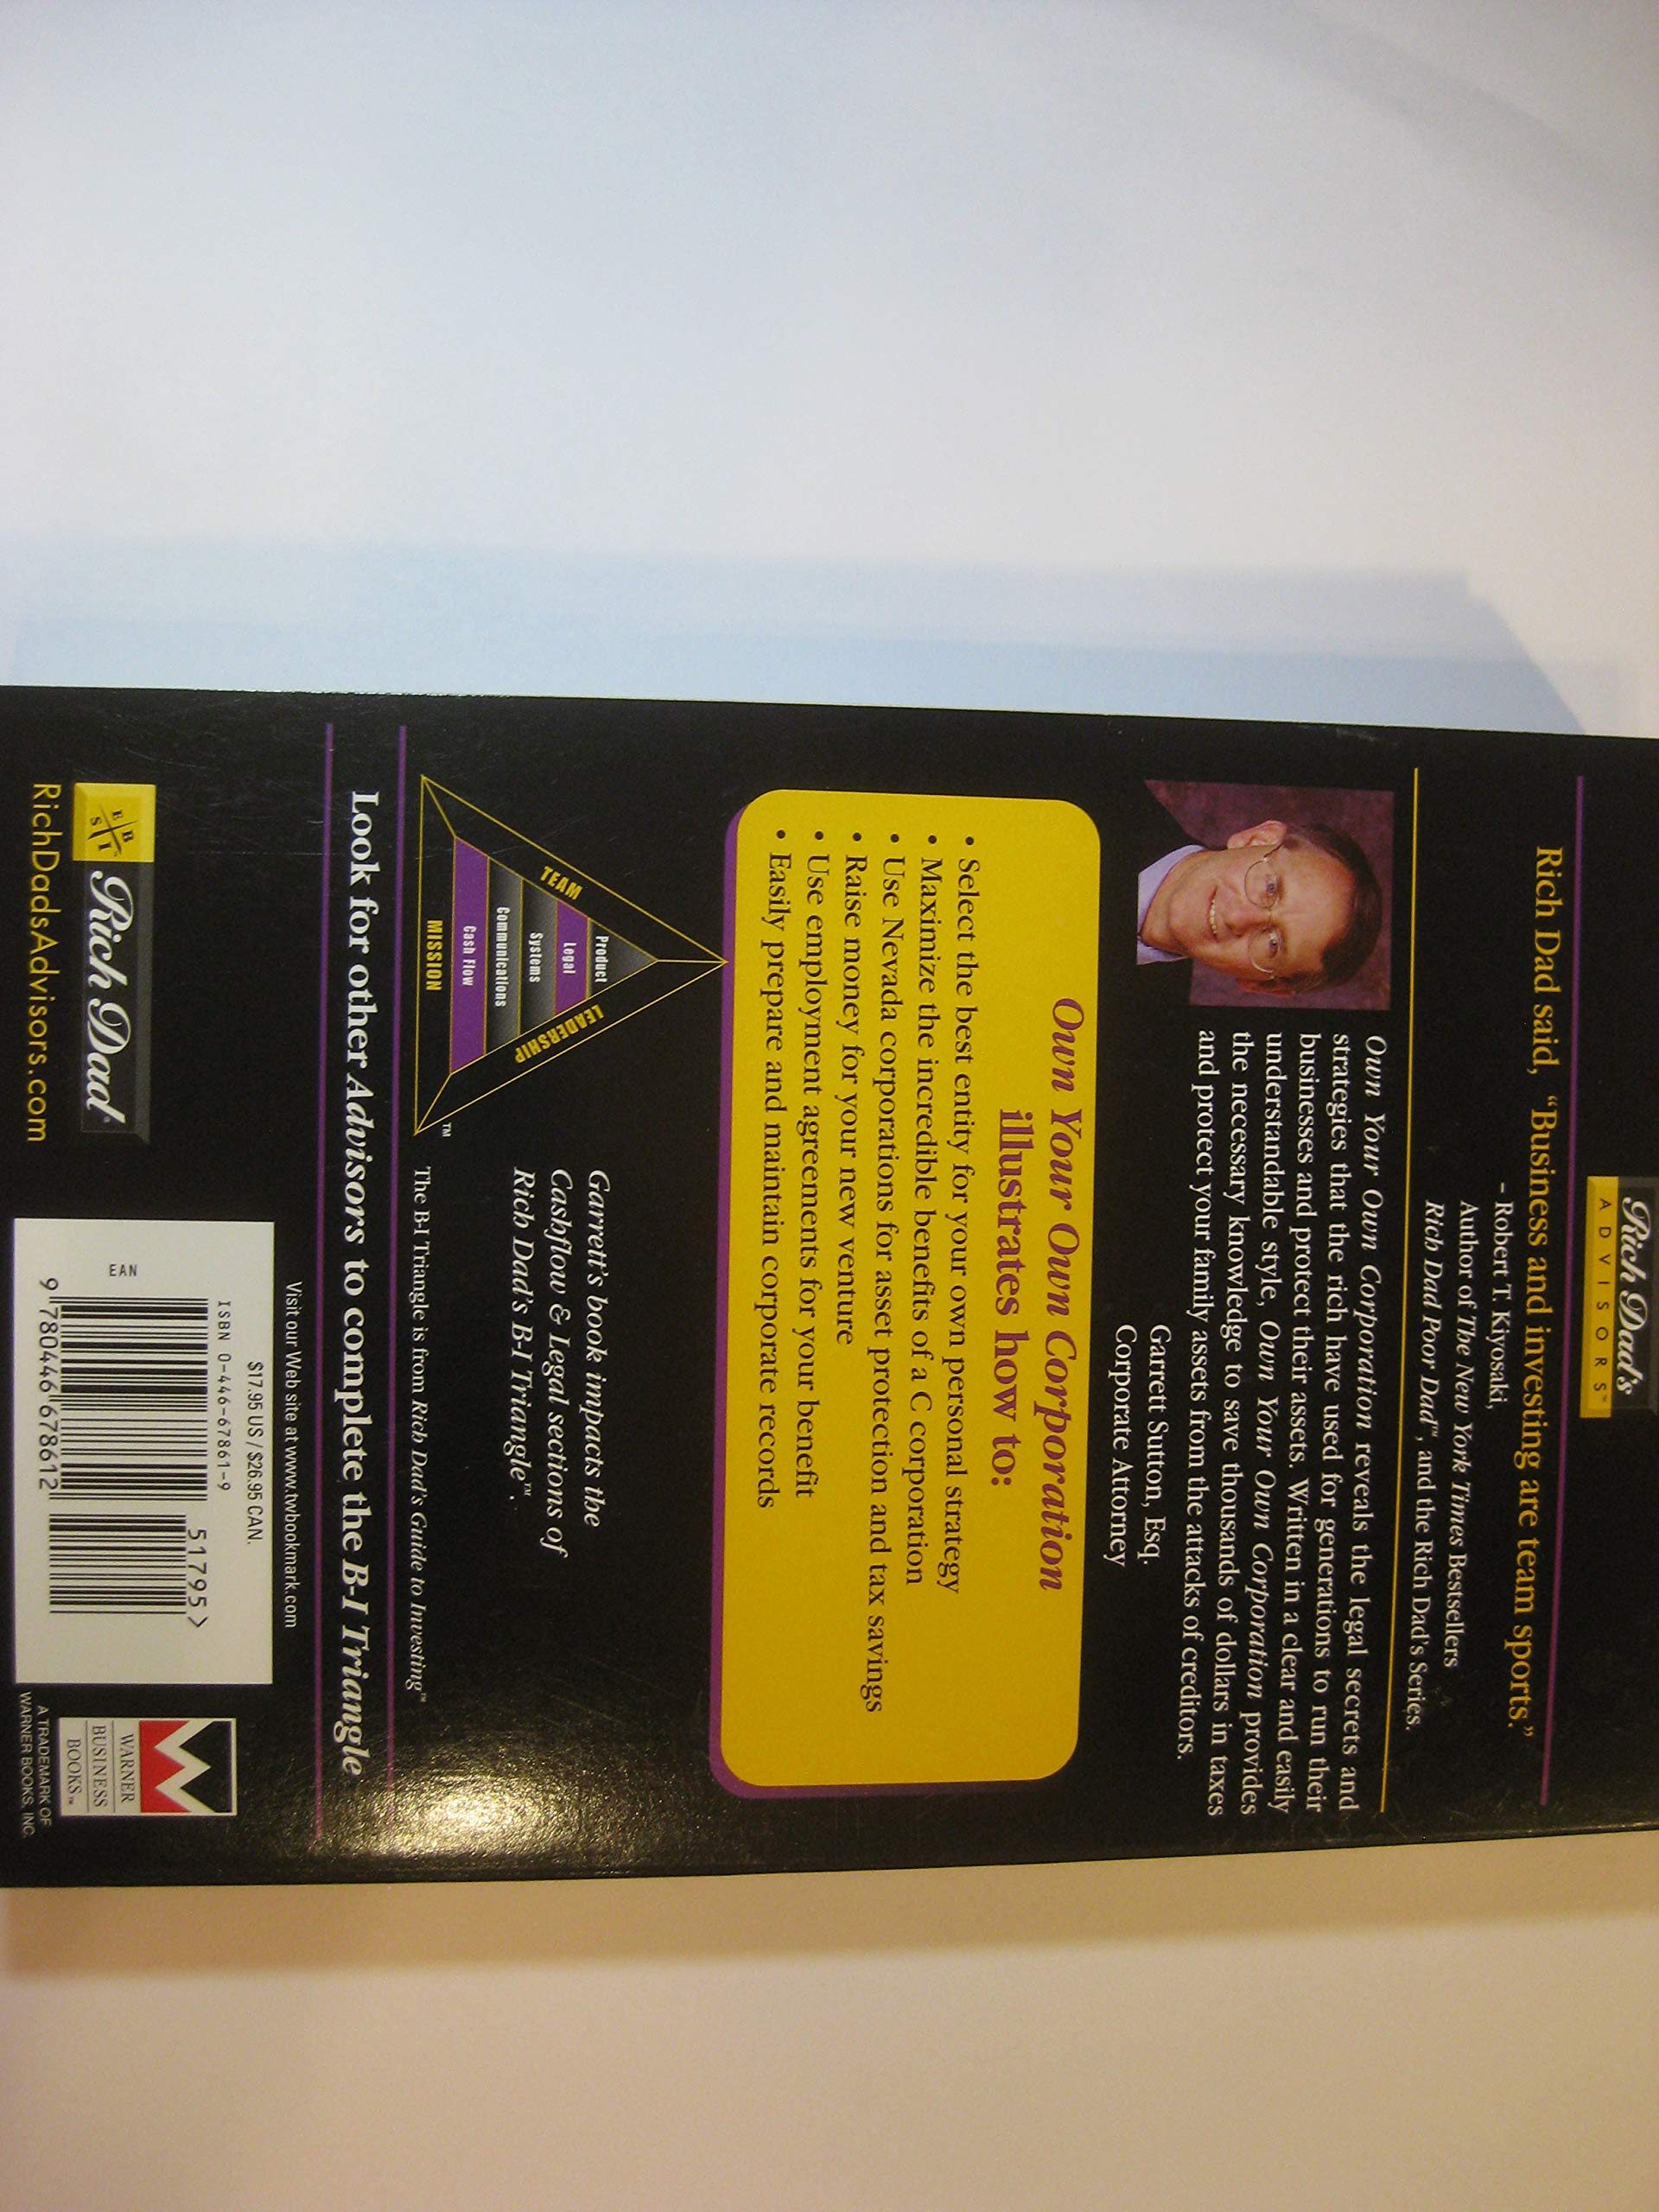 Rich Dad's
ADVISORS™
Rich Dad said, “Business and investing are team sports.”
- Robert T. Kiyosaki,
Author of The New York Times Bestsellers
Rich Dad Poor Dad™, and the Rich Dad's Series.
Own Your Own Corporation reveals the legal secrets and
strategies that the rich have used for generations to run their
businesses and protect their assets. Written in a clear and easily
understandable style, Own Your Own Corporation provides
the necessary knowledge to save thousands of dollars in taxes
and protect your family assets from the attacks of creditors.
Garrett Sutton, Esq.
Corporate Attorney
Own Your Own Corporation
illustrates how to:
• Select the best entity for your own personal strategy
• Maximize the incredible benefits of a C corporation
• Use Nevada corporations for asset protection and tax savings
• Raise money for your new venture
• Use employment agreements for your benefit
• Easily prepare and maintain corporate records
TEAM
LEADERSHIP
Product
Legal
Systems
Communications
Cash Flow
MISSION
™
Garrett's book impacts the
Cashflow & Legal sections of
Rich Dad's B-I Triangle™.
The B-I Triangle is from Rich Dad's Guide to Investing™
Look for other Advisors to complete the B-I Triangle
E B
S I
Rich Dad®
RichDadsAdvisors.com
Visit our Web site at www.twbookmark.com
$17.95 US / $26.95 CAN.
ISBN 0-446-67861-9
51795>
EAN
9 780446 678612
WARNER
BUSINESS
BOOKS™
A TRADEMARK OF
WARNER BOOKS, INC.